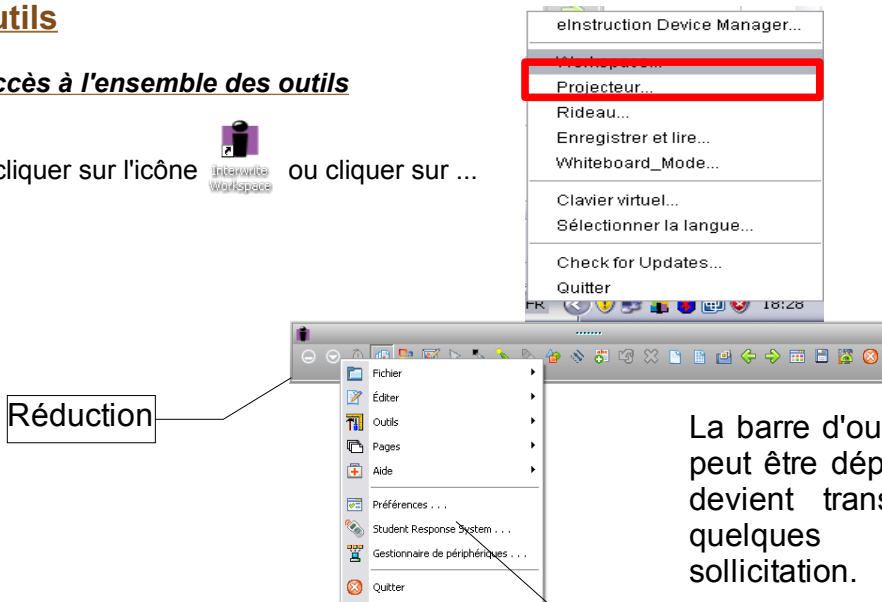 utils
ccès à l'ensemble des outils
cliquer sur l'icône
Interwrite
Workspace
ou cliquer sur ...
eInstruction Device Manager...
Workspace...
Projecteur...
Rideau...
Enregistrer et lire...
Whiteboard_Mode...
Clavier virtuel...
Sélectionner la langue...
Check for Updates...
Quitter
FR
18:28
Fichier
Éditer
Outils
Pages
Aide
Préférences . . .
Student Response System . . .
Gestionnaire de périphériques . . .
Quitter
Réduction
La barre d'ou
peut être dép
devient trans
quelques
sollicitation.